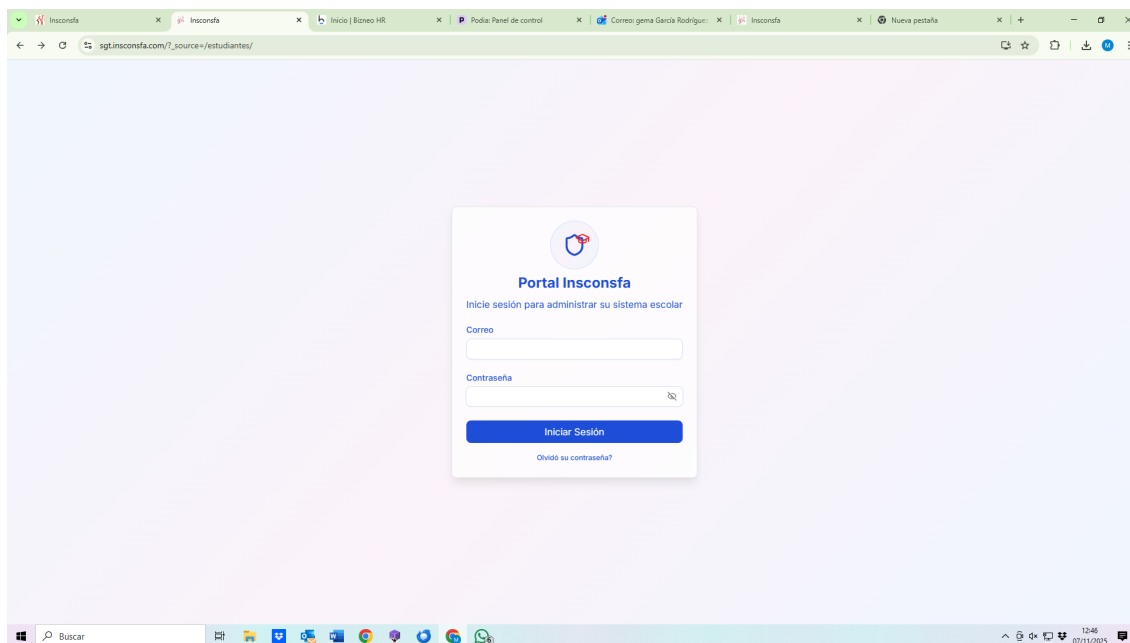 Insconsfa
Insconsfa
Inicio | Bizneo HR
Podia: Panel de control
Correo: gema García Rodrígue
Insconsfa
Nueva pestaña
sgt.insconsfa.com/?_source=/estudiantes/
M
Portal Insconsfa
Inicie sesión para administrar su sistema escolar
Correo
Contraseña
Iniciar Sesión
Olvidó su contraseña?
Buscar
12:46
07/11/2025